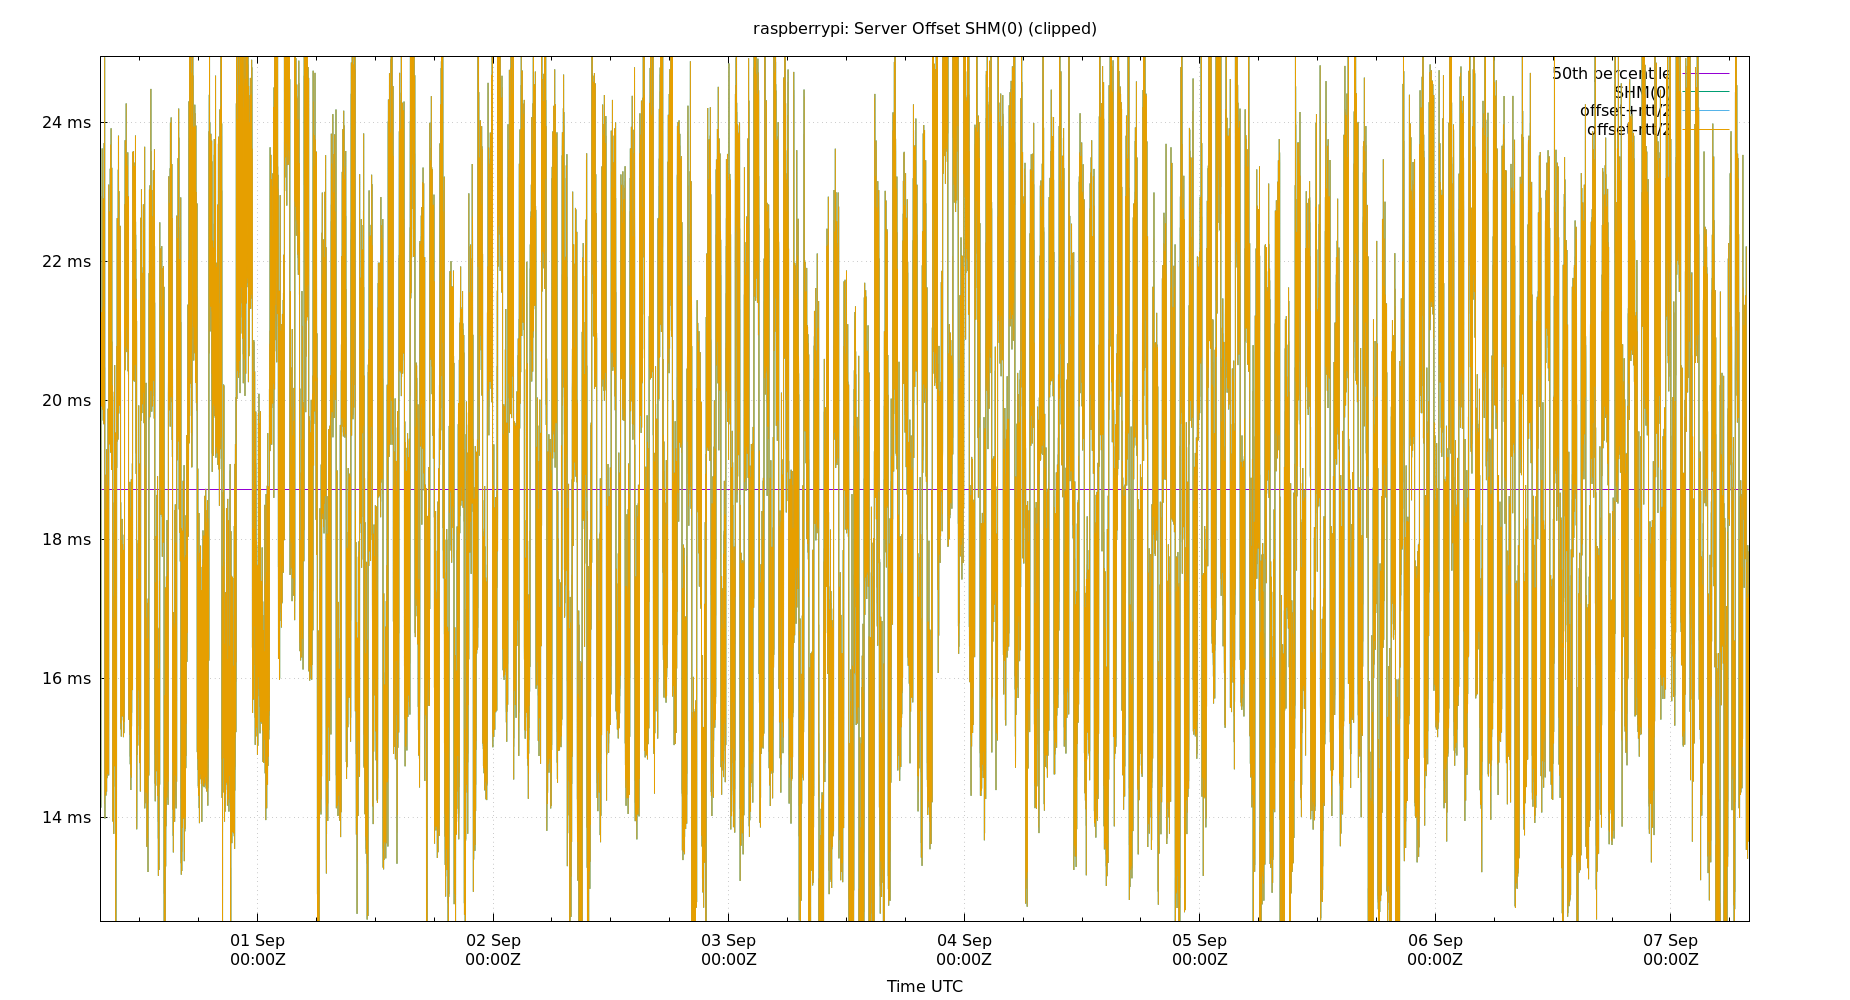 raspberrypi: Server Offset SHM(0) (clipped)
50th percentile
SHM(0)
offset+rtt/2
offset-rtt/2
24 ms
22 ms
20 ms
18 ms
16 ms
14 ms
01 Sep
00:00Z
02 Sep
00:00Z
03 Sep
00:00Z
04 Sep
00:00Z
05 Sep
00:00Z
06 Sep
00:00Z
07 Sep
00:00Z
Time UTC